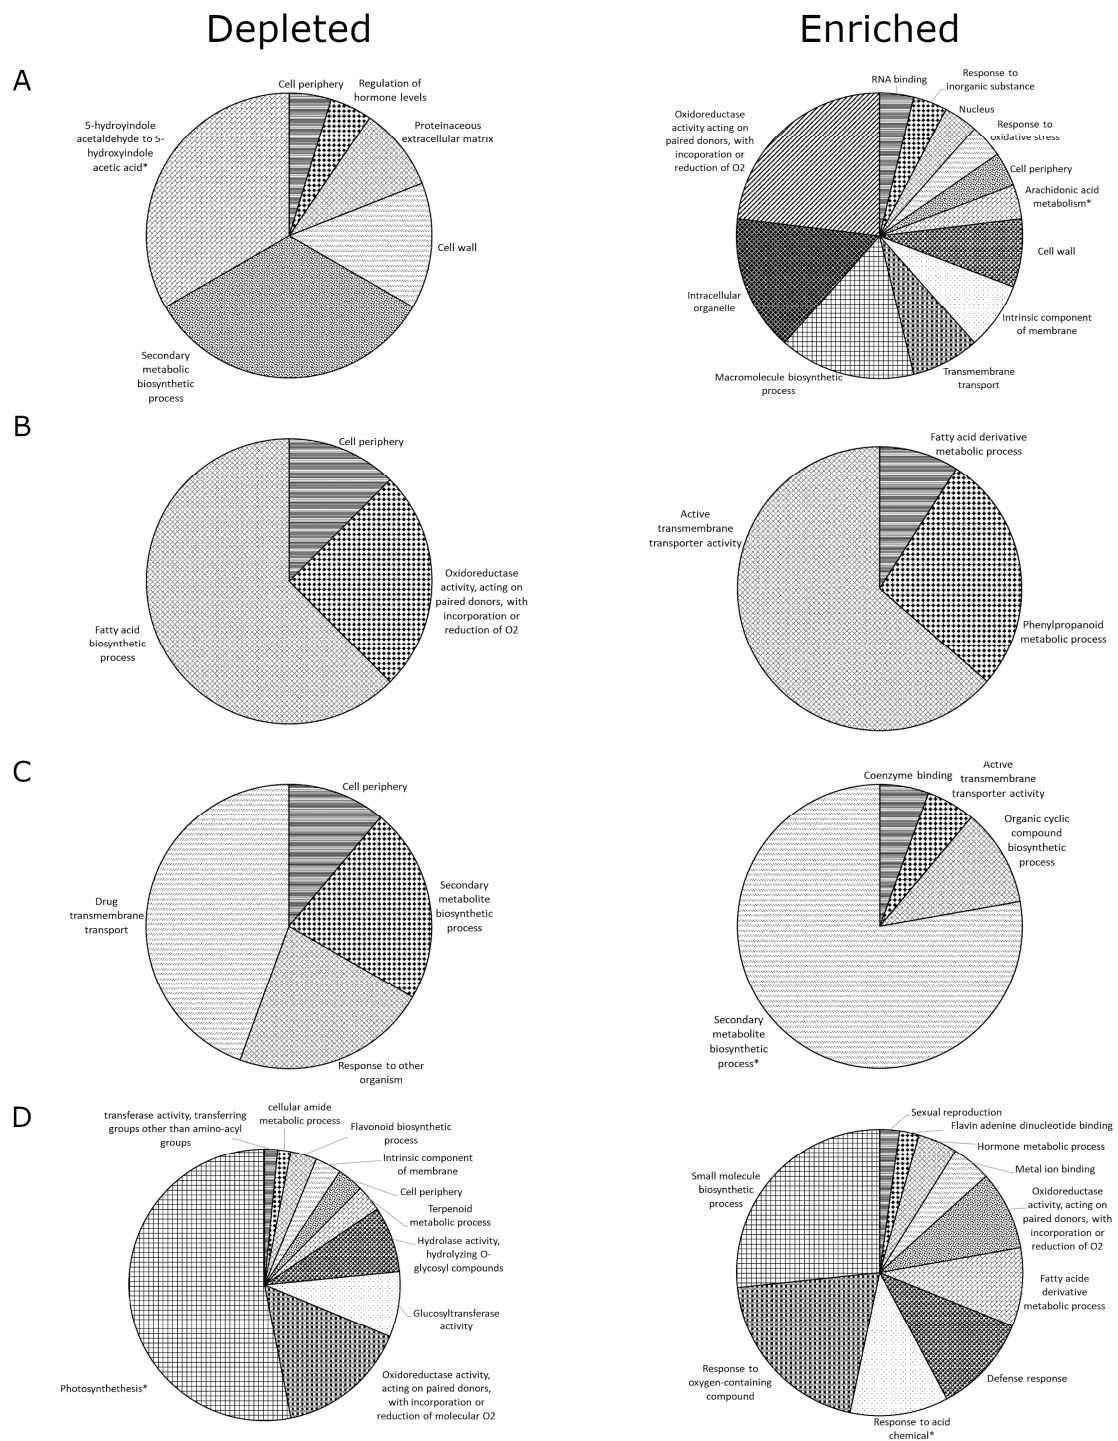 Depleted
Enriched
A
Cell periphery
Regulation of
hormone levels
Proteinaceous
extracellular matrix
Cell wall
Secondary
metabolic
biosynthetic
process
5-hydroyindole
acetaldehyde to 5-
hydroxyindole
acetic acid*
RNA binding
Response to
inorganic substance
Nucleus
Response to
oxidative stress
Cell periphery
Arachidonic acid
metabolism*
Cell wall
Intrinsic component
of membrane
Transmembrane
transport
Macromolecule biosynthetic
process
Intracellular
organelle
Oxidoreductase
activity acting on
paired donors, with
incoporation or
reduction of O2
B
Cell periphery
Oxidoreductase
activity, acting on
paired donors, with
incorporation or
reduction of O2
Fatty acid
biosynthetic
process
Fatty acid derivative
metabolic process
Phenylpropanoid
metabolic process
Active
transmembrane
transporter activity
C
Cell periphery
Secondary
metabolite
biosynthetic
process
Response to other
organism
Drug
transmembrane
transport
Coenzyme binding
Active
transmembrane
transporter activity
Organic cyclic
compound
biosynthetic
process
Secondary
metabolite
biosynthetic
process*
D
transferase activity, transferring
groups other than amino-acyl
groups
cellular amide
metabolic process
Flavonoid biosynthetic
process
Intrinsic component
of membrane
Cell periphery
Terpenoid
metabolic process
Hydrolase activity,
hydrolyzing O-
glycosyl compounds
Glucosyltransferase
activity
Oxidoreductase activity,
acting on paired donors,
with incorporation or
reduction of molecular O2
Photosynthethesis*
Sexual reproduction
Flavin adenine dinucleotide binding
Hormone metabolic process
Metal ion binding
Oxidoreductase
activity, acting on
paired donors, with
incorporation or
reduction of O2
Fatty acide
derivative
metabolic process
Defense response
Response to acid
chemical*
Response to
oxygen-containing
compound
Small molecule
biosynthetic
process